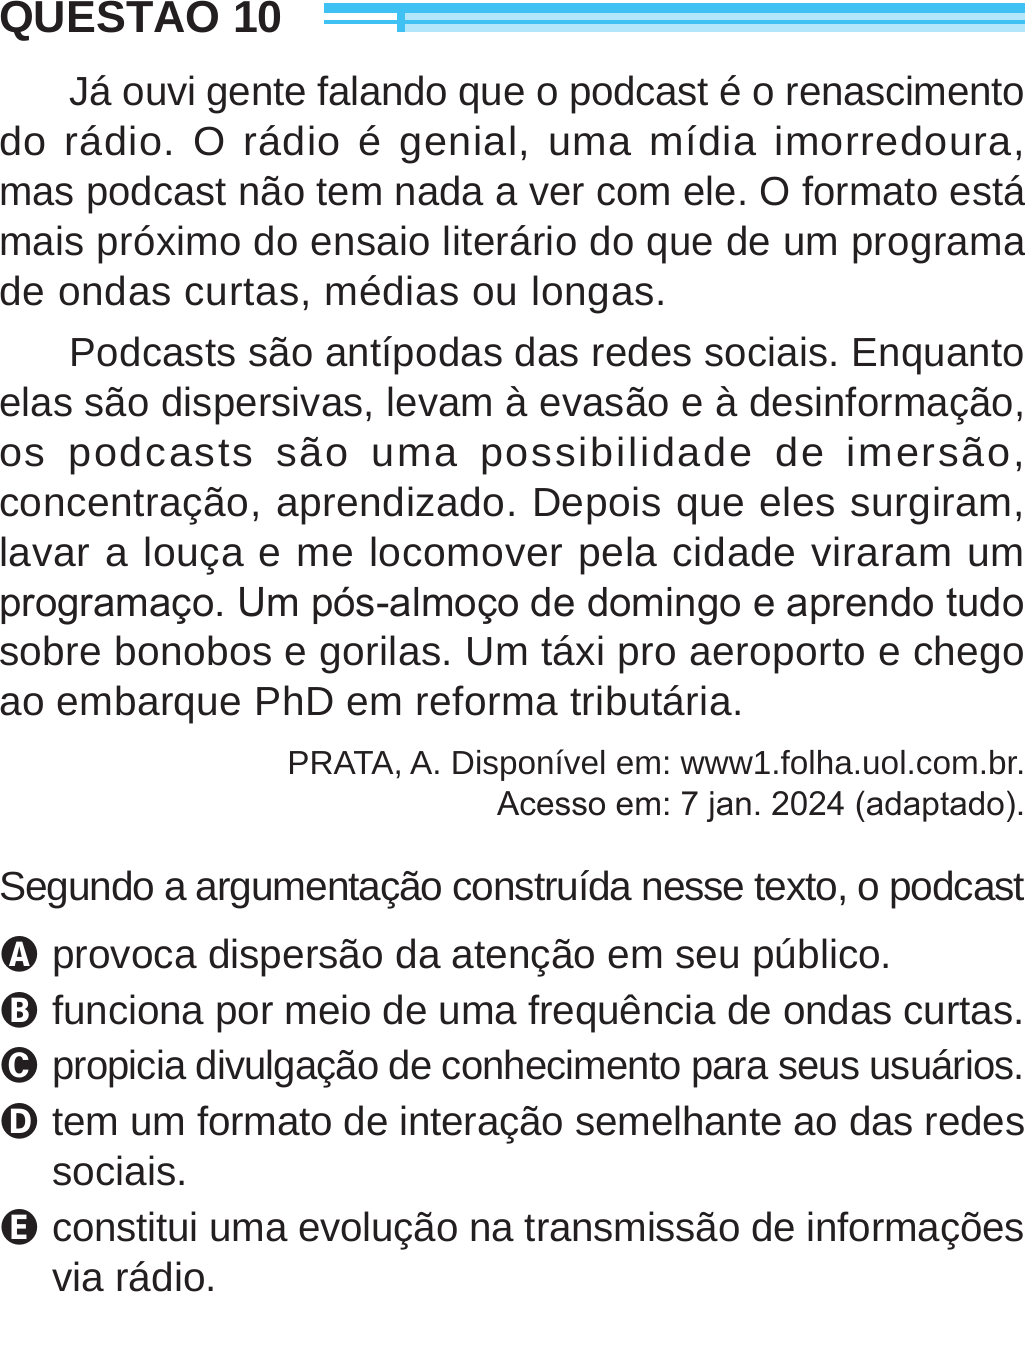 QUESTÃO 10
Já ouvi gente falando que o podcast é o renascimento
do rádio. O rádio é genial, uma mídia imorredoura,
mas podcast não tem nada a ver com ele. O formato está
mais próximo do ensaio literário do que de um programa
de ondas curtas, médias ou longas.
Podcasts são antípodas das redes sociais. Enquanto
elas são dispersivas, levam à evasão e à desinformação,
os podcasts são uma possibilidade de imersão,
concentração, aprendizado. Depois que eles surgiram,
lavar a louça e me locomover pela cidade viraram um
programaço. Um pós-almoço de domingo e aprendo tudo
sobre bonobos e gorilas. Um táxi pro aeroporto e chego
ao embarque PhD em reforma tributária.
PRATA, A. Disponível em: www1.folha.uol.com.br.
Acesso em: 7 jan. 2024 (adaptado).
Segundo a argumentação construída nesse texto, o podcast
A provoca dispersão da atenção em seu público.
B funciona por meio de uma frequência de ondas curtas.
C propicia divulgação de conhecimento para seus usuários.
D tem um formato de interação semelhante ao das redes
sociais.
E constitui uma evolução na transmissão de informações
via rádio.